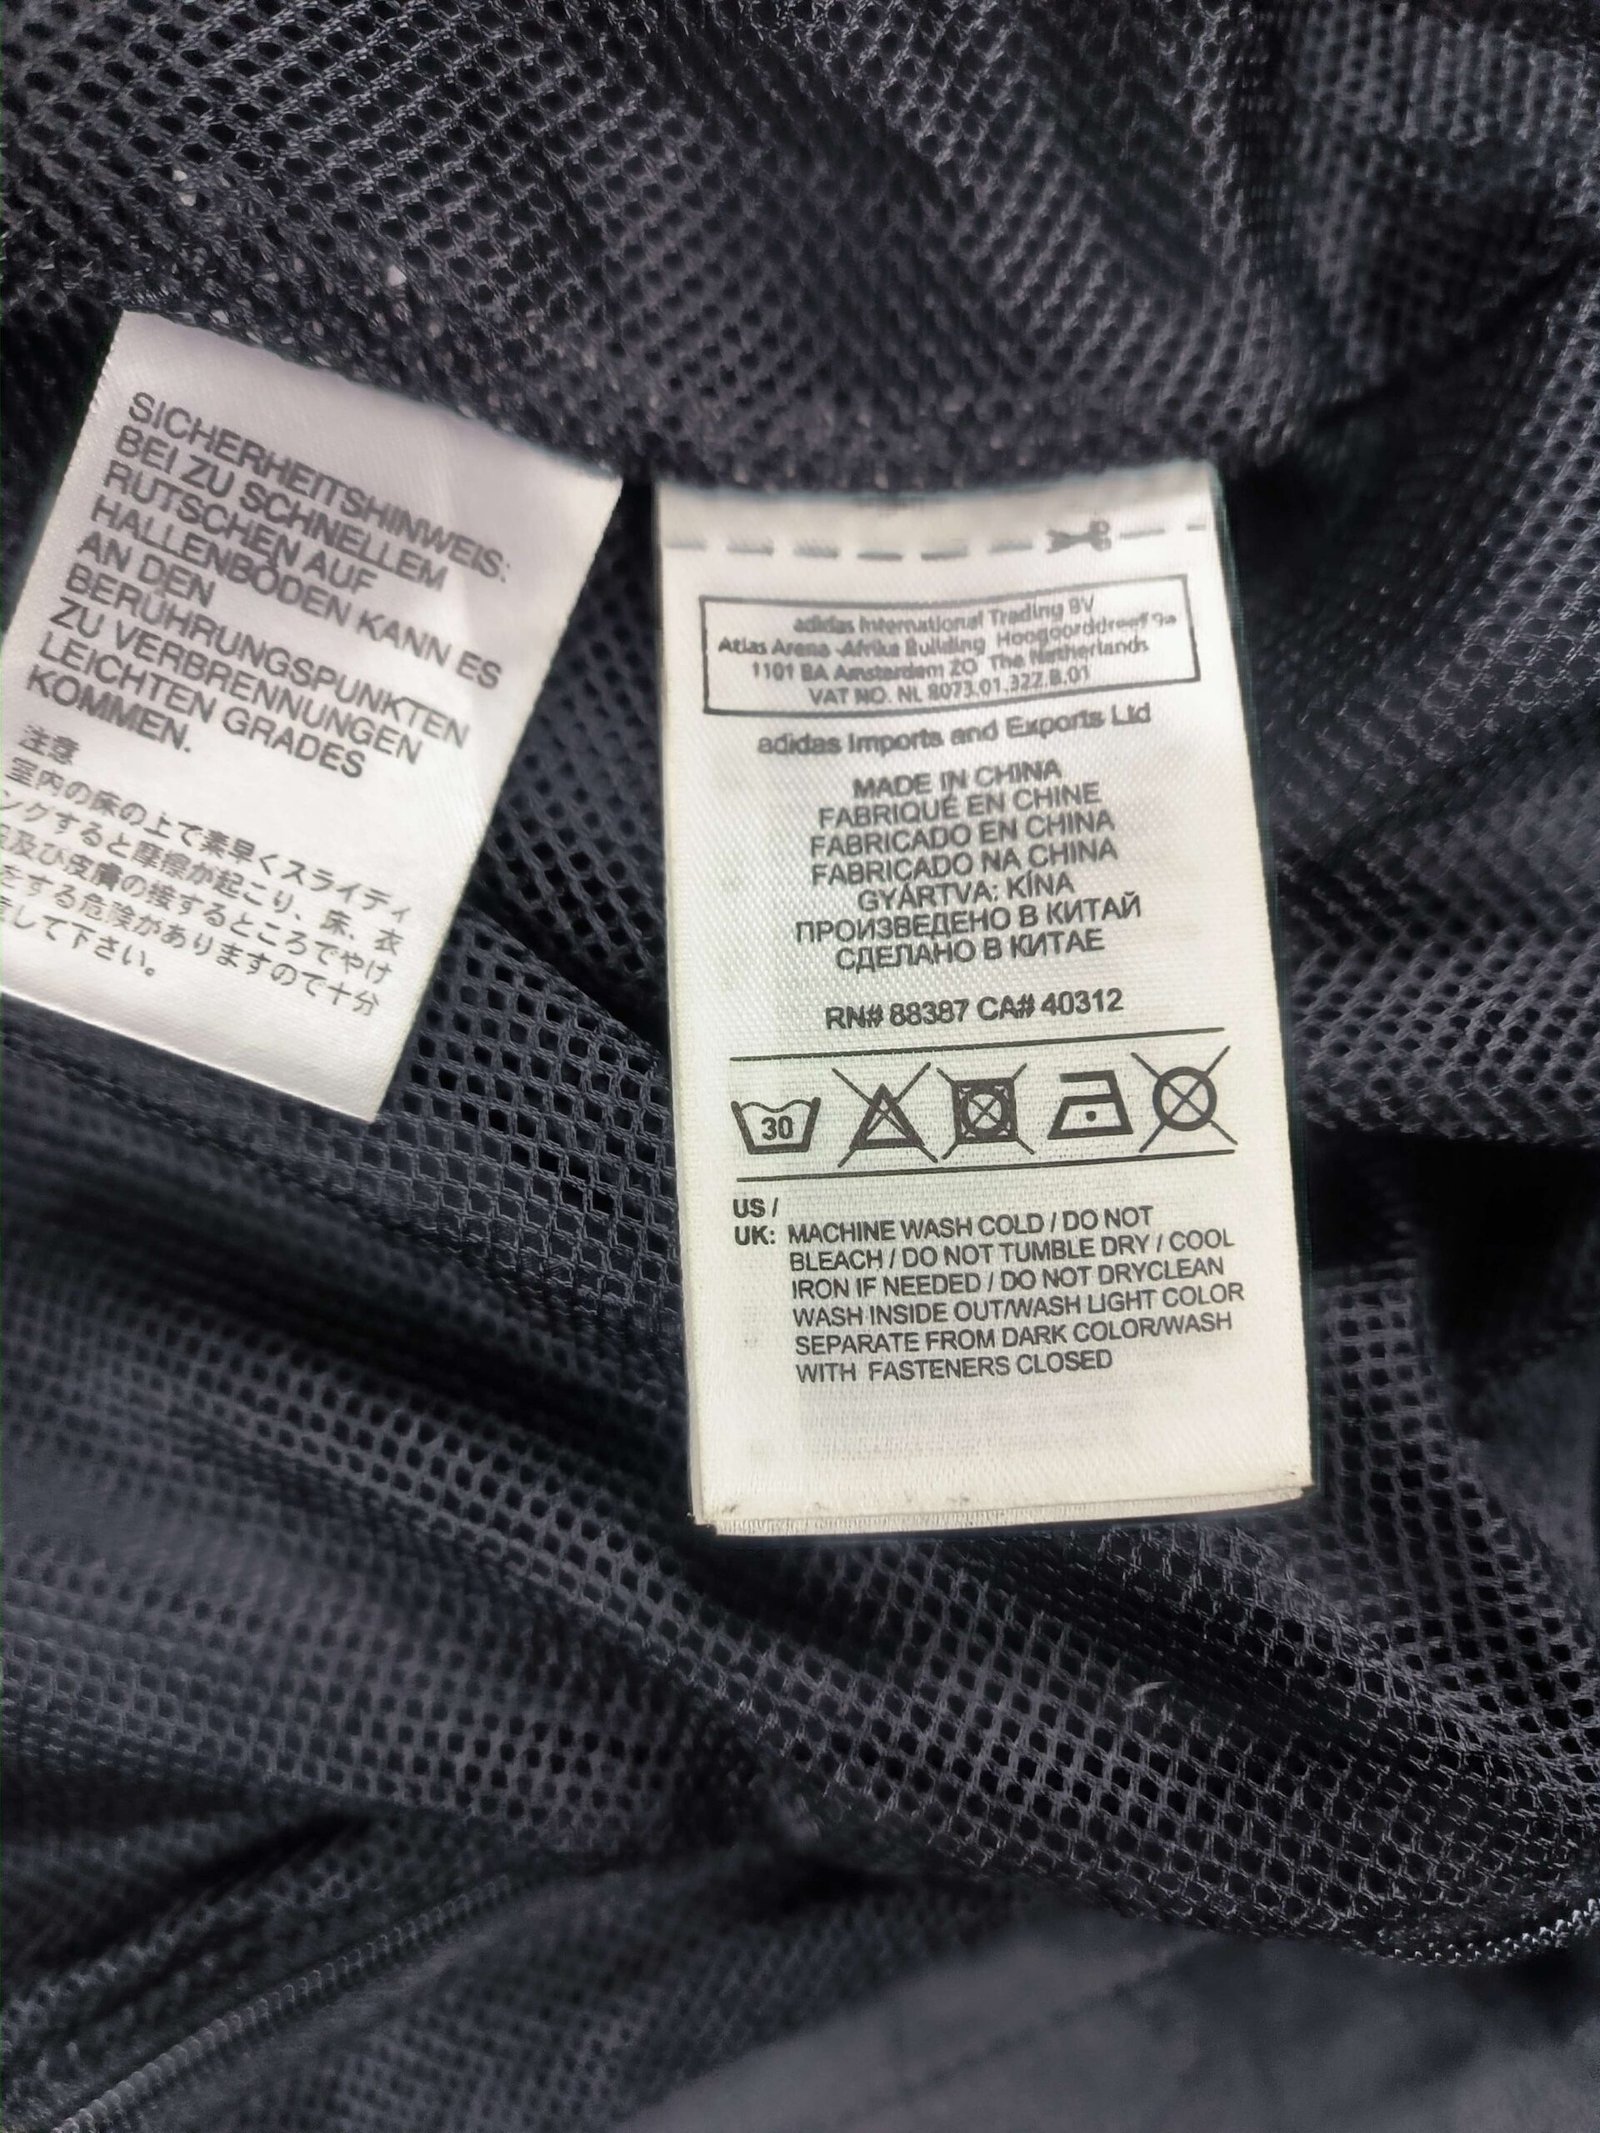 SICHERHEITSHINWEIS:
BEI ZU SCHNELLEM
RUTSCHEN AUF
HALLENBÖDEN KANN ES
AN DEN
BERÜHRUNGSPUNKTEN
ZU VERBRENNUNGEN
LEICHTEN GRADES
KOMMEN.
注意
室内の床の上で素早くスライディ
ングすると摩擦が起こり、床、衣
及び皮膚の接するところでやけ
をする危険がありますので十分
して下さい。
adidas International Trading BV
Atlas Arena -Afrika Building Hoogoorddreef 9a
1101 BA Amsterdam ZO The Netherlands
VAT NO. NL 8073.01.322.B.01
adidas Imports and Exports Ltd
MADE IN CHINA
FABRIQUÉ EN CHINE
FABRICADO EN CHINA
FABRICADO NA CHINA
GYÁRTVA: KÍNA
ПРОИЗВЕДЕНО В КИТАЙ
СДЕЛАНО В КИТАЕ
RN# 88387 CA# 40312
30
US /
UK: MACHINE WASH COLD / DO NOT
BLEACH / DO NOT TUMBLE DRY / COOL
IRON IF NEEDED / DO NOT DRYCLEAN
WASH INSIDE OUT/WASH LIGHT COLOR
SEPARATE FROM DARK COLOR/WASH
WITH FASTENERS CLOSED